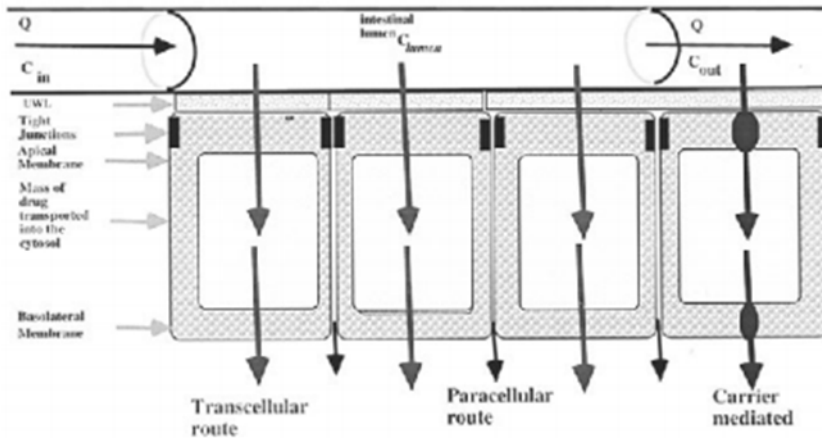 Q
C in
intestinal
lumen C lumen
Q
C out
UWL
Tight
Junctions
Apical
Membrane
Mass of
drug
transported
into the
cytosol
Basolateral
Membrane
Transcellular
route
Paracellular
route
Carrier
mediated